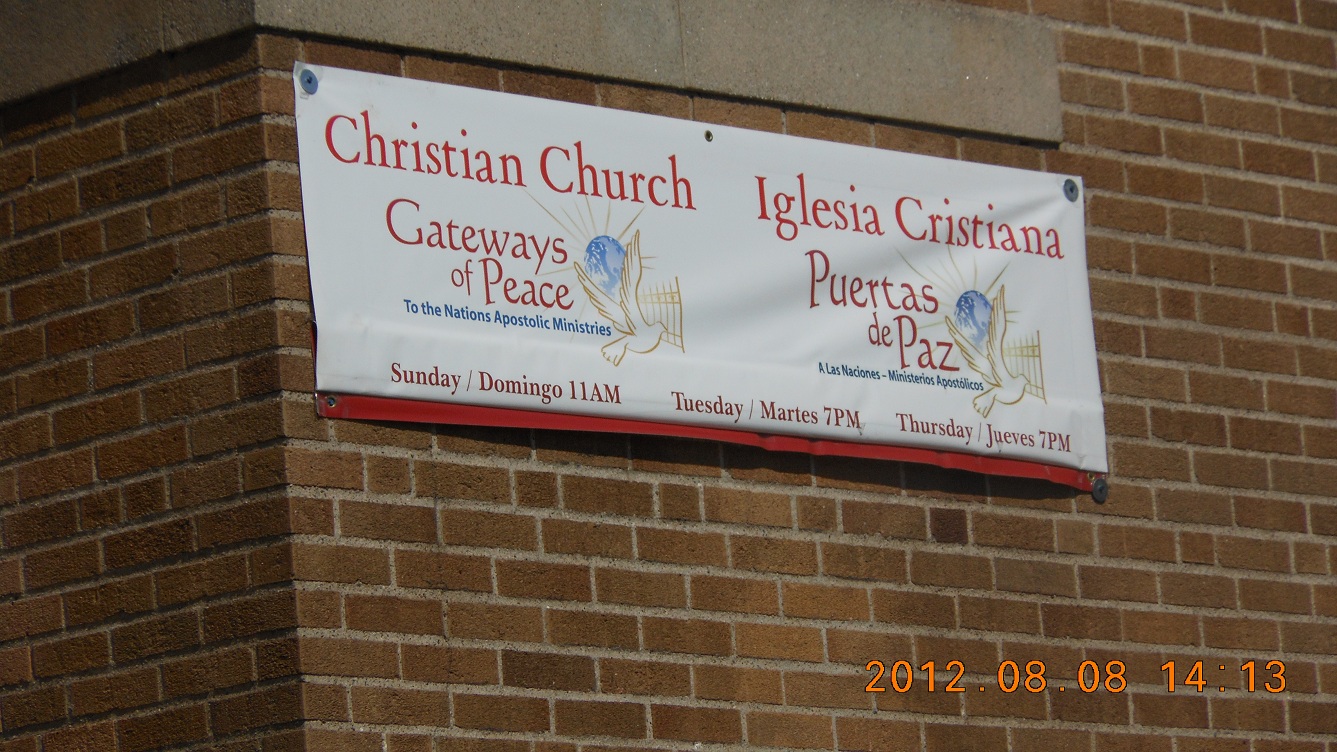 Christian Church
Gateways
of Peace
To the Nations Apostolic Ministries
Iglesia Cristiana
Puertas
de Paz
A Las Naciones – Ministerios Apostólicos
Sunday / Domingo 11AM
Tuesday / Martes 7PM
Thursday / Jueves 7PM
2012.08.08 14:13